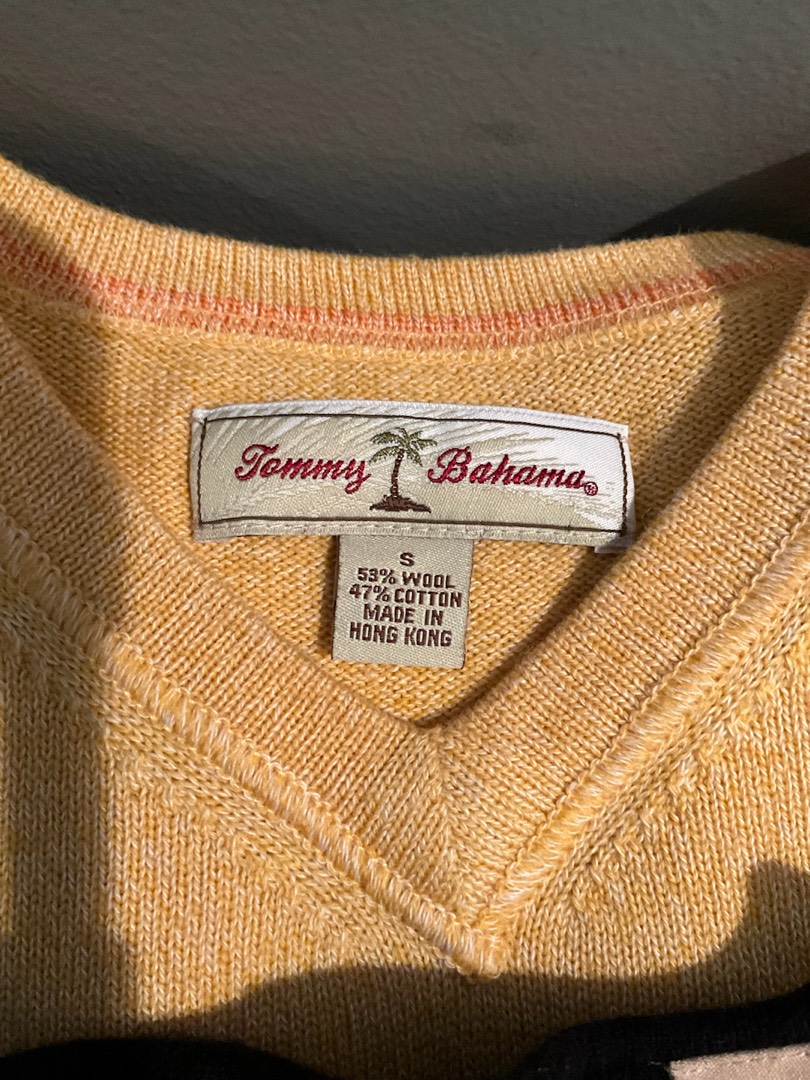 Tommy Bahama®
S
53% WOOL
47% COTTON
MADE IN
HONG KONG